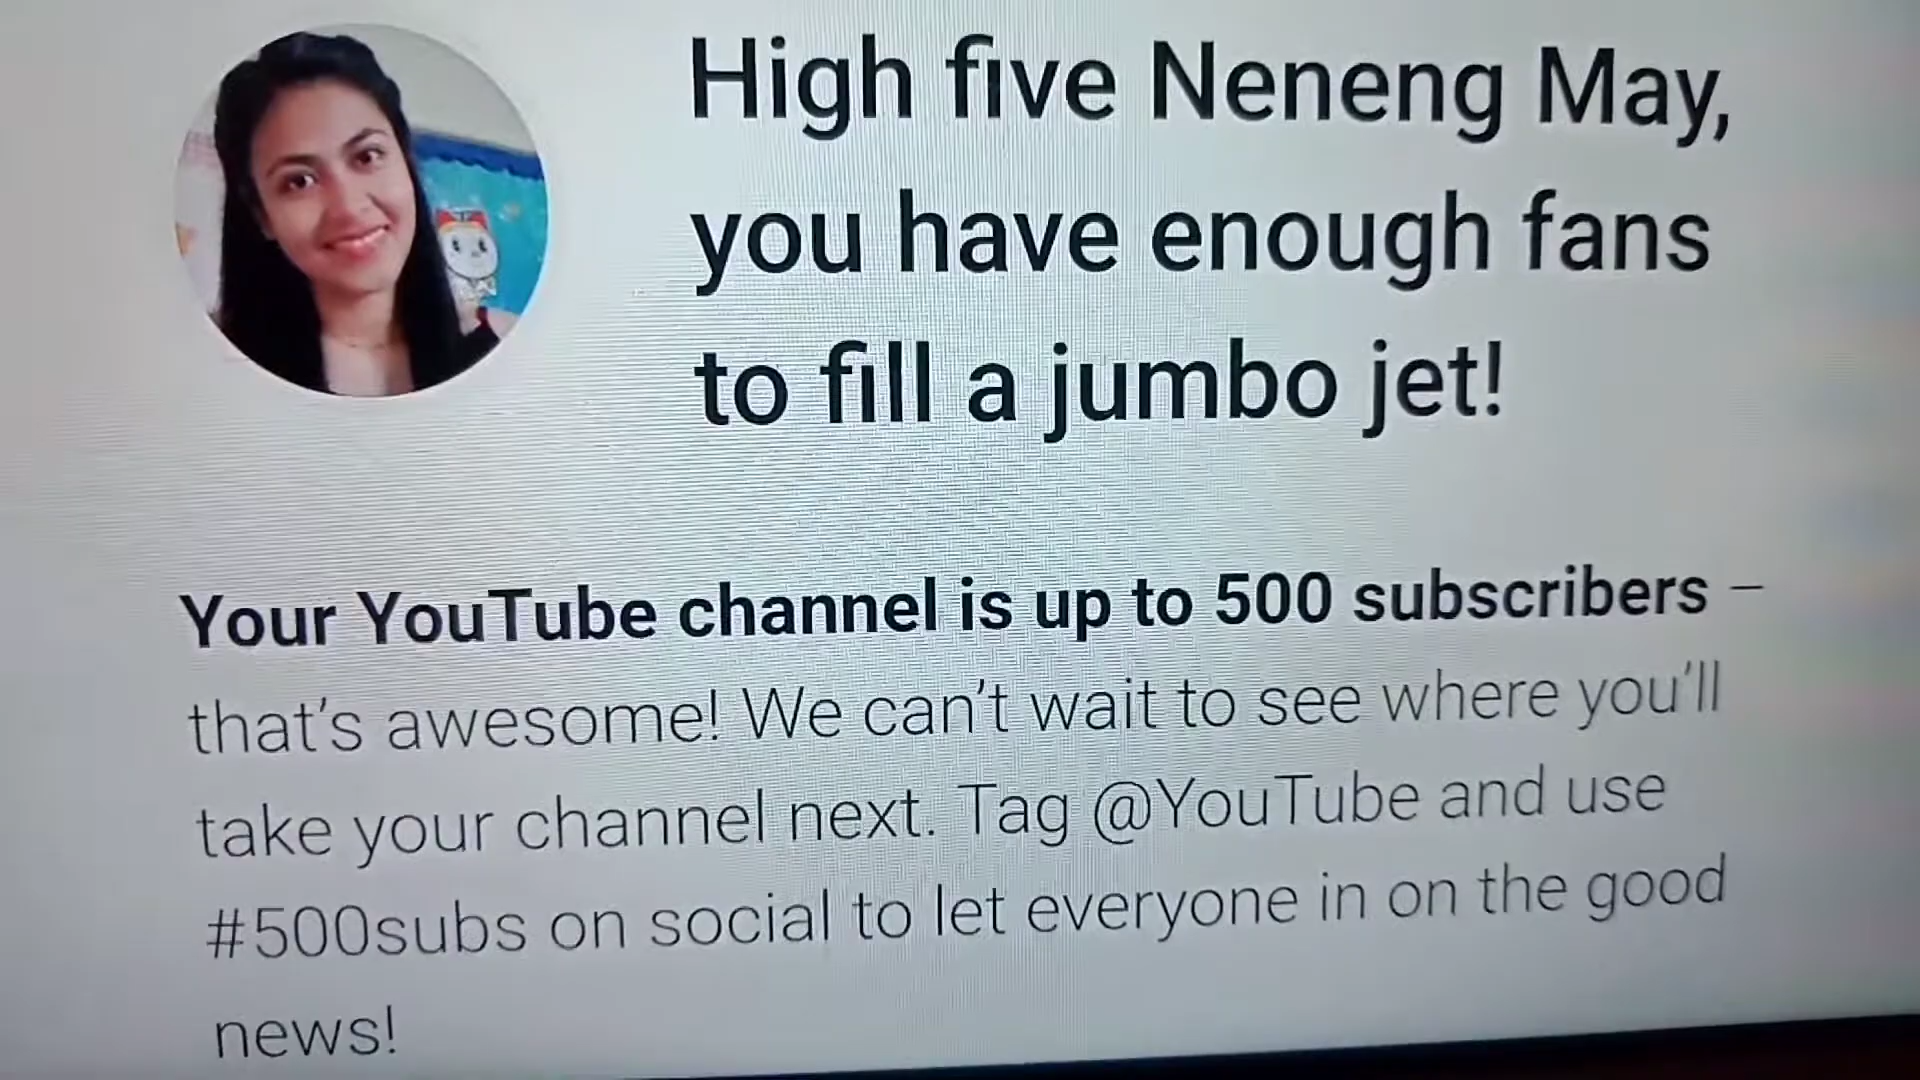 High five Neneng May,
you have enough fans
to fill a jumbo jet!
Your YouTube channel is up to 500 subscribers –
that's awesome! We can't wait to see where you'll
take your channel next. Tag @YouTube and use
#500subs on social to let everyone in on the good
news!